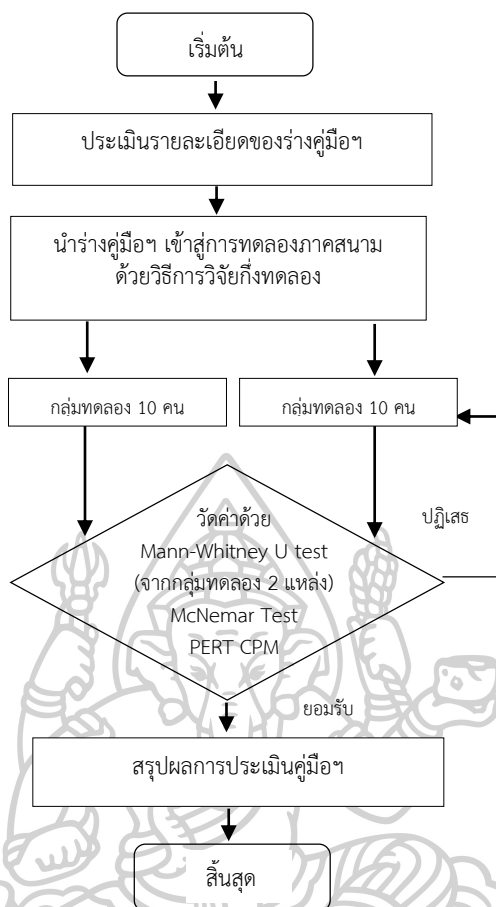 เริ่มต้น
ประเมินรายละเอียดของร่างคู่มือฯ
นำร่างคู่มือฯ เข้าสู่การทดลองภาคสนาม
ด้วยวิธีการวิจัยกึ่งทดลอง
กลุ่มทดลอง 10 คน
กลุ่มทดลอง 10 คน
วัดค่าด้วย
Mann-Whitney U test
(จากกลุ่มทดลอง 2 แหล่ง)
McNemar Test
PERT CPM
ปฏิเสธ
ยอมรับ
สรุปผลการประเมินคู่มือฯ
สิ้นสุด